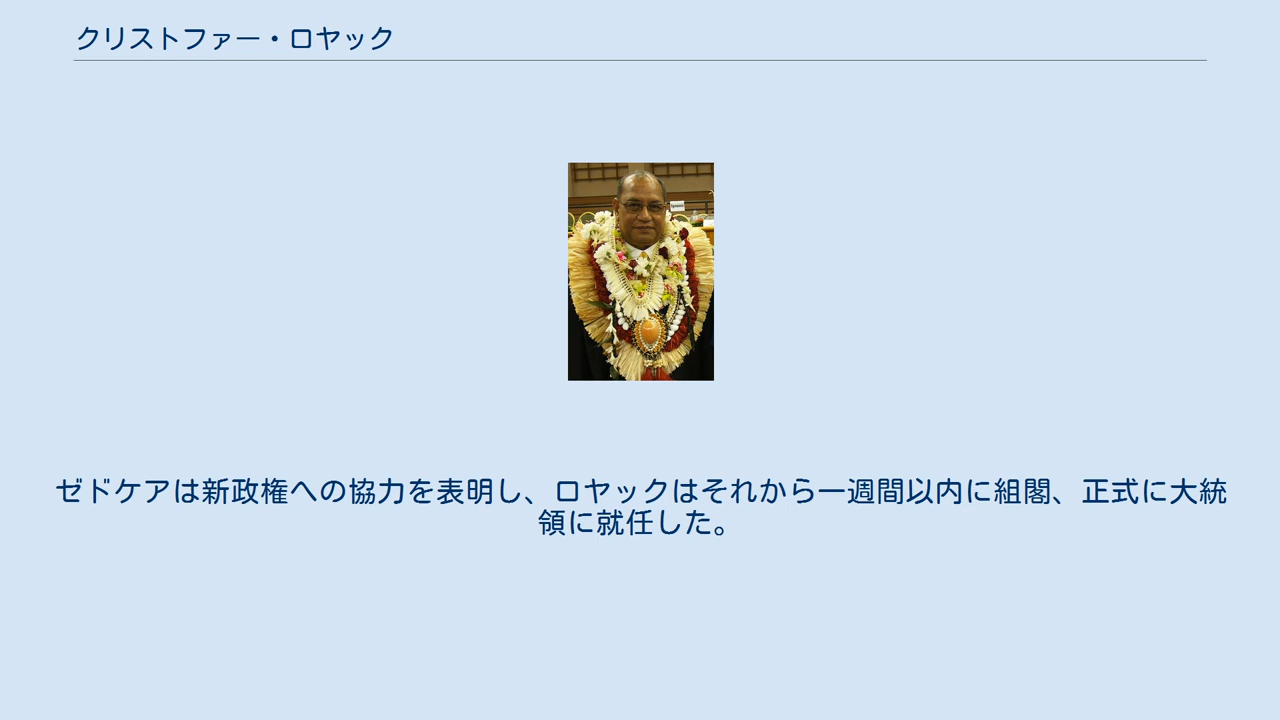 クリストファー・ロヤック
ゼドケアは新政権への協力を表明し、ロヤックはそれから一週間以内に組閣、正式に大統
領に就任した。